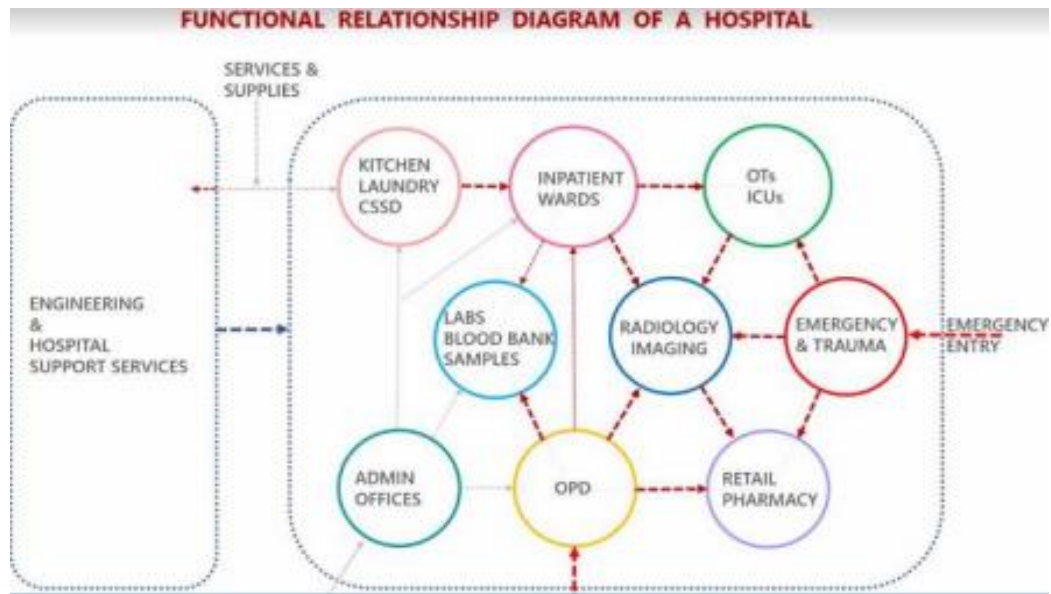 FUNCTIONAL RELATIONSHIP DIAGRAM OF A HOSPITAL
SERVICES &
SUPPLIES
KITCHEN
LAUNDRY
CSSD
INPATIENT
WARDS
OTs
ICUs
ENGINEERING
&
HOSPITAL
SUPPORT SERVICES
LABS
BLOOD BANK
SAMPLES
RADIOLOGY
IMAGING
EMERGENCY
& TRAUMA
EMERGENCY
ENTRY
ADMIN
OFFICES
OPD
RETAIL
PHARMACY